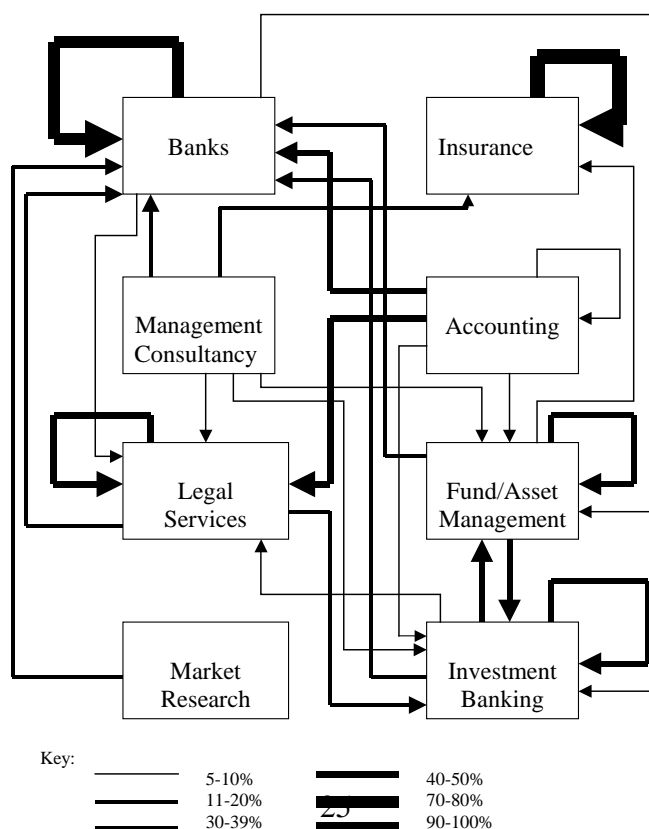 Banks
Insurance
Management
Consultancy
Accounting
Legal
Services
Fund/Asset
Management
Market
Research
Investment
Banking
Key:
5-10%
40-50%
11-20%
70-80%
30-39%
90-100%